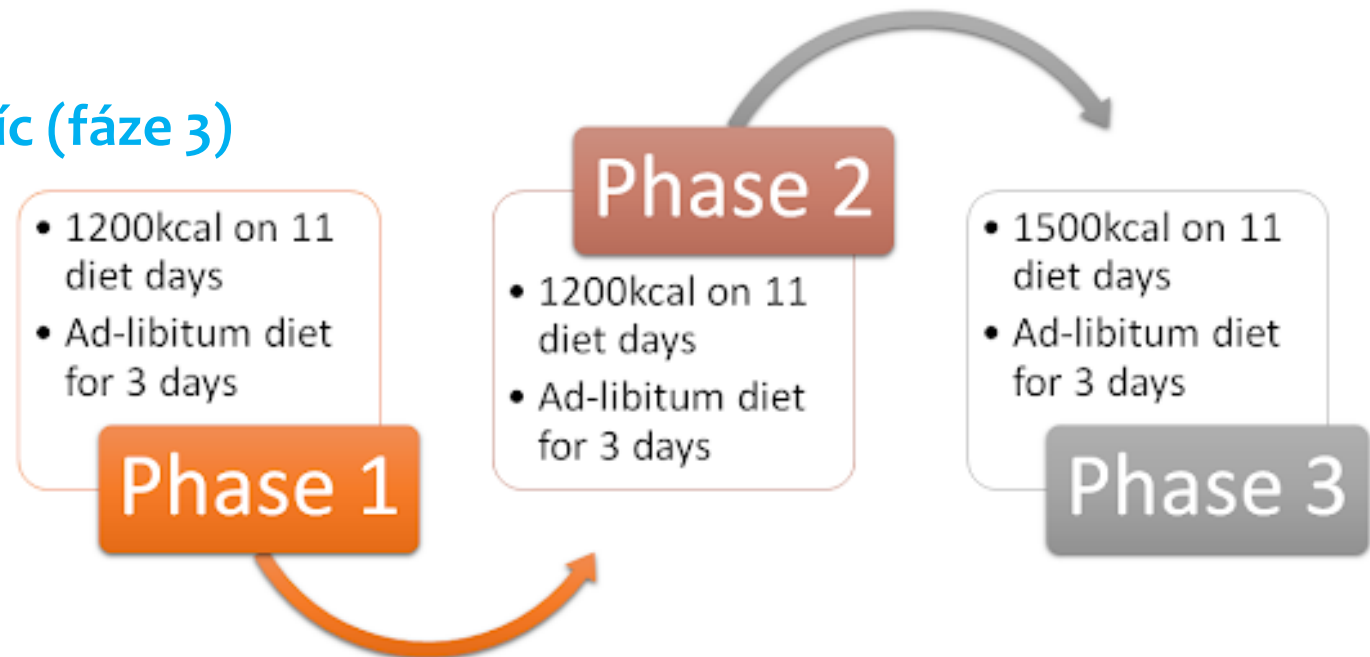 íc (fáze 3)
• 1200kcal on 11
diet days
• Ad-libitum diet
for 3 days
Phase 1
Phase 2
• 1200kcal on 11
diet days
• Ad-libitum diet
for 3 days
• 1500kcal on 11
diet days
• Ad-libitum diet
for 3 days
Phase 3